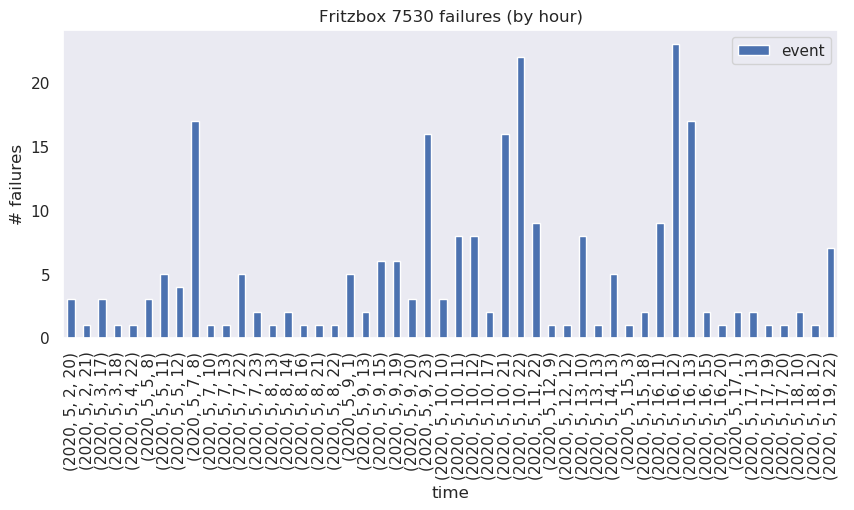 Fritzbox 7530 failures (by hour)
event
# failures
20
15
10
5
0
(2020, 5, 2, 20)
(2020, 5, 2, 21)
(2020, 5, 3, 17)
(2020, 5, 3, 18)
(2020, 5, 4, 22)
(2020, 5, 5, 8)
(2020, 5, 5, 11)
(2020, 5, 5, 12)
(2020, 5, 7, 8)
(2020, 5, 7, 10)
(2020, 5, 7, 13)
(2020, 5, 7, 22)
(2020, 5, 7, 23)
(2020, 5, 8, 13)
(2020, 5, 8, 14)
(2020, 5, 8, 16)
(2020, 5, 8, 21)
(2020, 5, 8, 22)
(2020, 5, 9, 1)
(2020, 5, 9, 13)
(2020, 5, 9, 15)
(2020, 5, 9, 19)
(2020, 5, 9, 20)
(2020, 5, 9, 23)
(2020, 5, 10, 10)
(2020, 5, 10, 11)
(2020, 5, 10, 12)
(2020, 5, 10, 17)
(2020, 5, 10, 21)
(2020, 5, 10, 22)
(2020, 5, 11, 22)
(2020, 5, 12, 9)
(2020, 5, 12, 12)
(2020, 5, 13, 10)
(2020, 5, 13, 13)
(2020, 5, 14, 13)
(2020, 5, 15, 3)
(2020, 5, 15, 18)
(2020, 5, 16, 11)
(2020, 5, 16, 12)
(2020, 5, 16, 13)
(2020, 5, 16, 15)
(2020, 5, 16, 20)
(2020, 5, 17, 1)
(2020, 5, 17, 13)
(2020, 5, 17, 19)
(2020, 5, 17, 20)
(2020, 5, 18, 10)
(2020, 5, 18, 12)
(2020, 5, 19, 22)
time